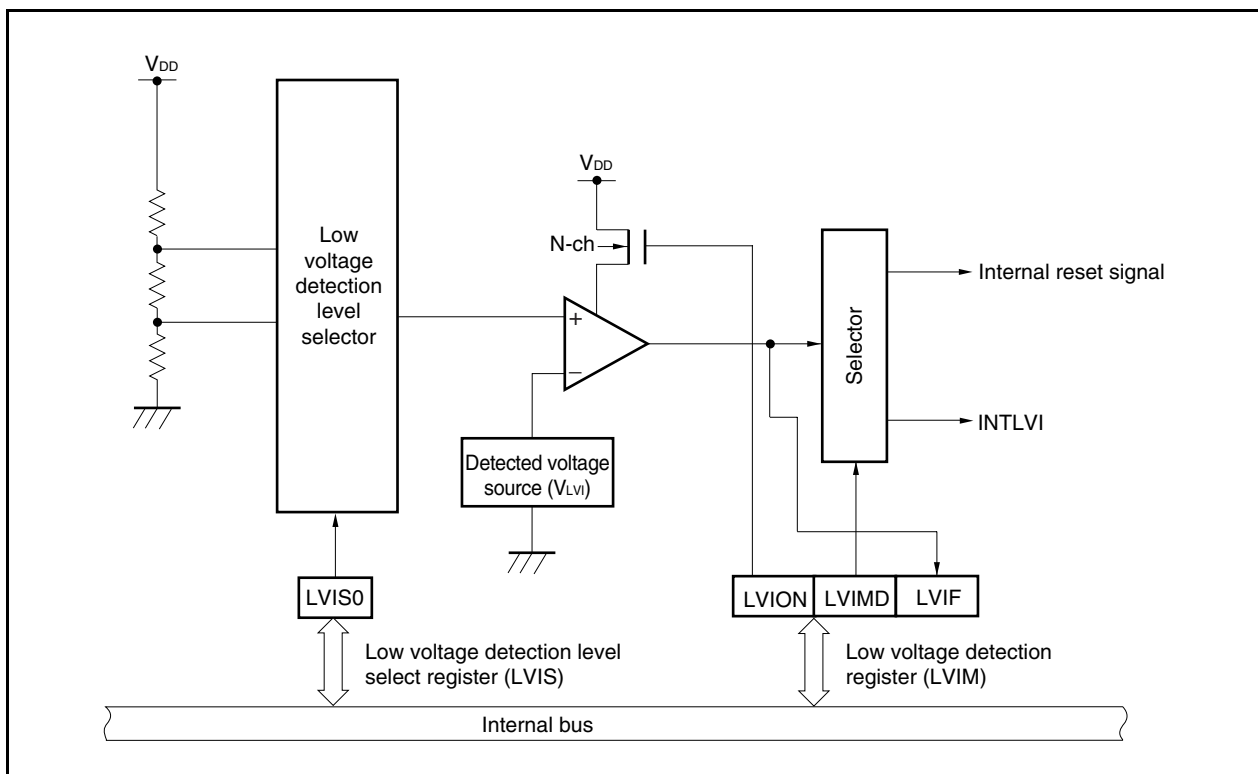 VDD
Low
voltage
detection
level
selector
VDD
N-ch
+
−
Detected voltage
source (VLVI)
Selector
Internal reset signal
INTLVI
LVIS0
LVION LVIMD LVIF
Low voltage detection level
select register (LVIS)
Low voltage detection
register (LVIM)
Internal bus